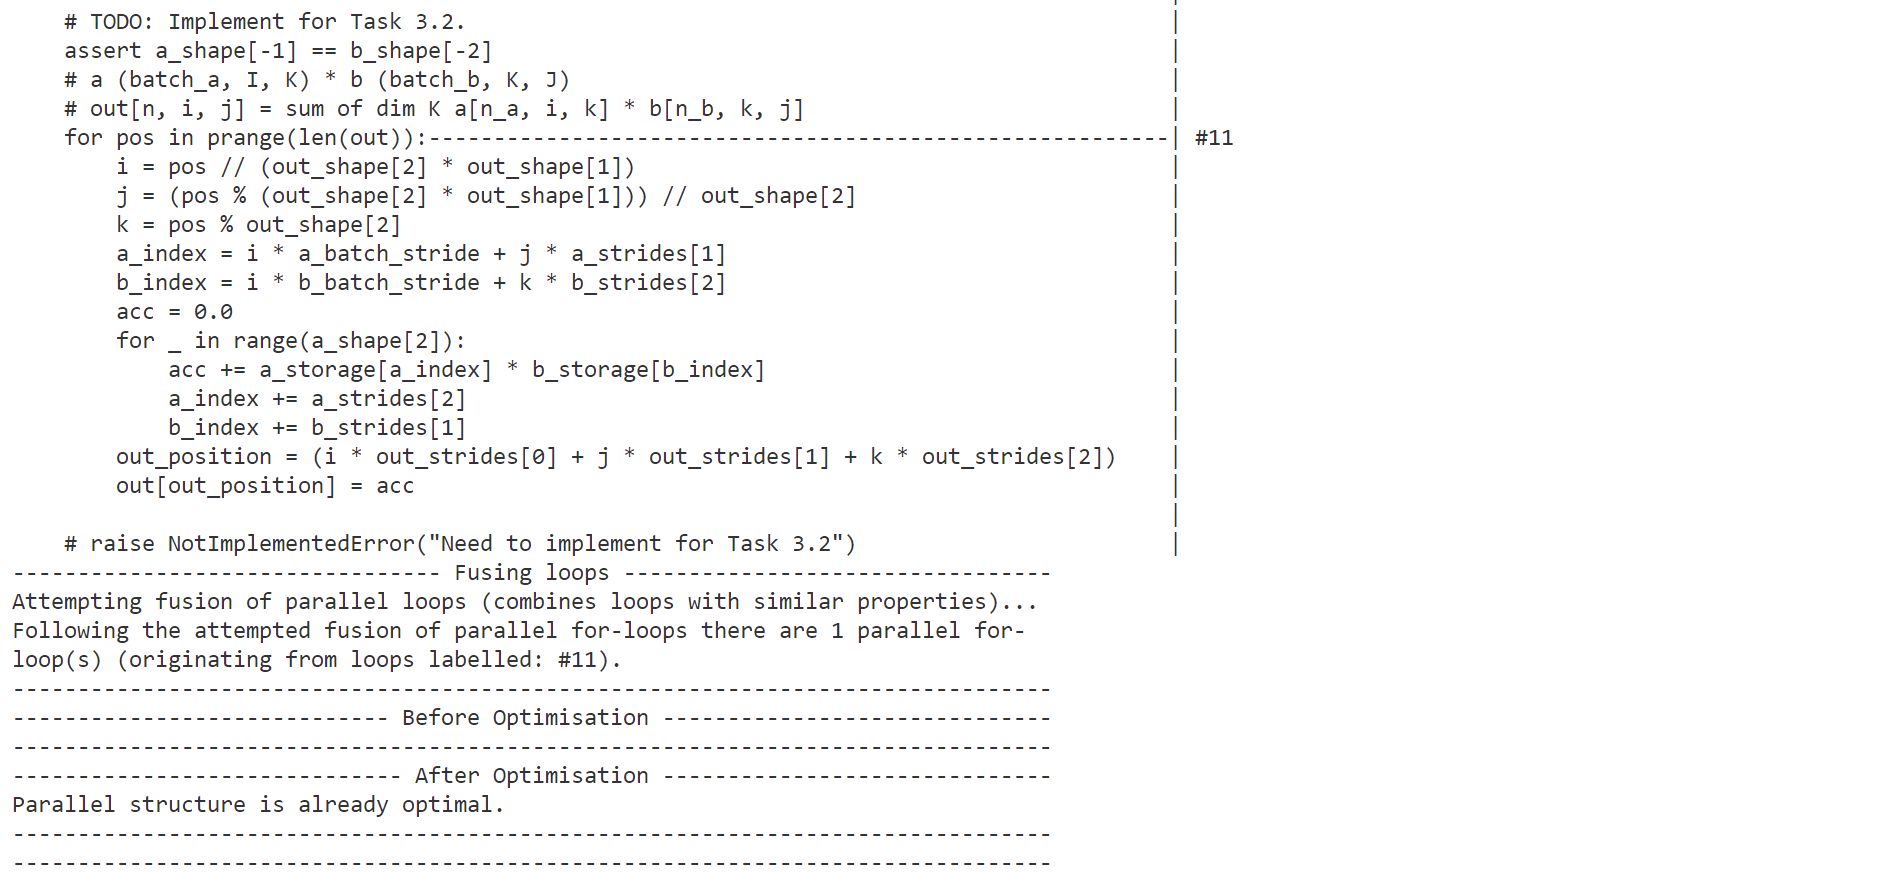 # TODO: Implement for Task 3.2. |
assert a_shape[-1] == b_shape[-2] |
# a (batch_a, I, K) * b (batch_b, K, J) |
# out[n, i, j] = sum of dim K a[n_a, i, k] * b[n_b, k, j] |
for pos in prange(len(out)):---------------------------------------------------------| #11
i = pos // (out_shape[2] * out_shape[1]) |
j = (pos % (out_shape[2] * out_shape[1])) // out_shape[2] |
k = pos % out_shape[2] |
a_index = i * a_batch_stride + j * a_strides[1] |
b_index = i * b_batch_stride + k * b_strides[2] |
acc = 0.0 |
for _ in range(a_shape[2]): |
acc += a_storage[a_index] * b_storage[b_index] |
a_index += a_strides[2] |
b_index += b_strides[1] |
out_position = (i * out_strides[0] + j * out_strides[1] + k * out_strides[2]) |
out[out_position] = acc |
|
# raise NotImplementedError("Need to implement for Task 3.2") |
--------------------------------- Fusing loops ---------------------------------
Attempting fusion of parallel loops (combines loops with similar properties)...
Following the attempted fusion of parallel for-loops there are 1 parallel for-
loop(s) (originating from loops labelled: #11).
--------------------------------------------------------------------------------
----------------------------- Before Optimisation ------------------------------
--------------------------------------------------------------------------------
------------------------------ After Optimisation ------------------------------
Parallel structure is already optimal.
--------------------------------------------------------------------------------
--------------------------------------------------------------------------------